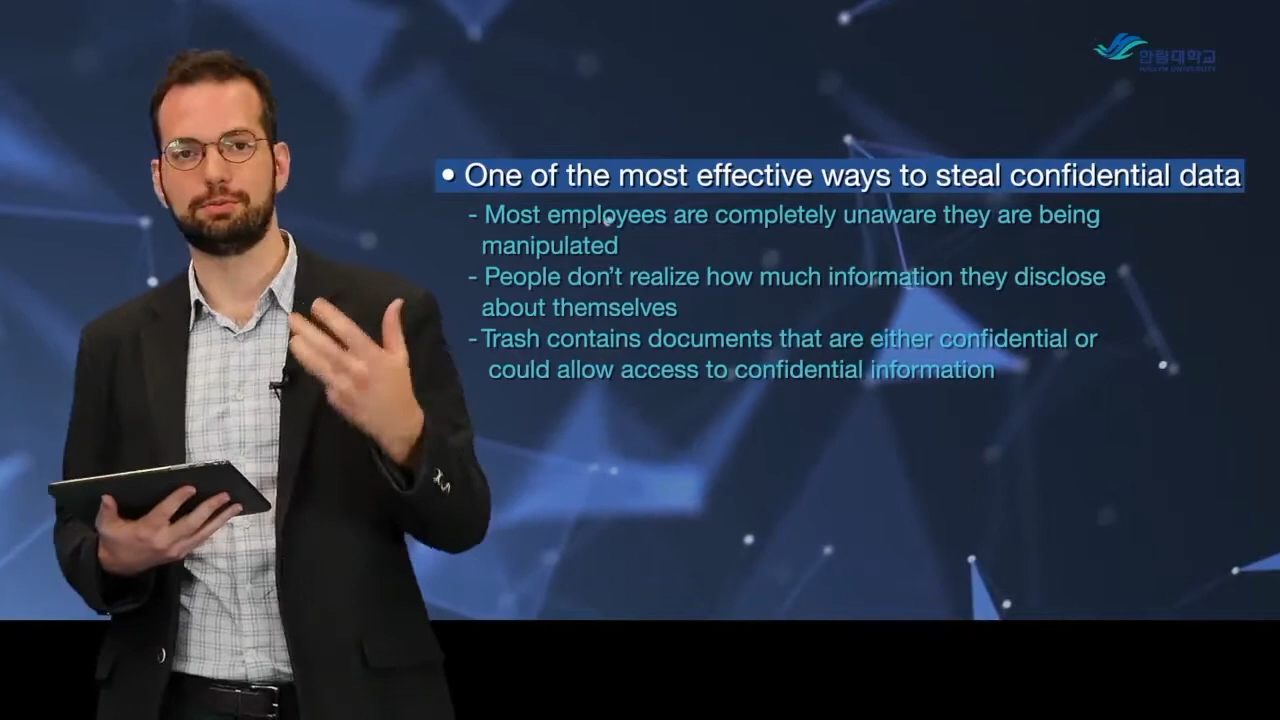 한림대학교
HALLYM UNIVERSITY
• One of the most effective ways to steal confidential data
- Most employees are completely unaware they are being
manipulated
- People don’t realize how much information they disclose
about themselves
- Trash contains documents that are either confidential or
could allow access to confidential information